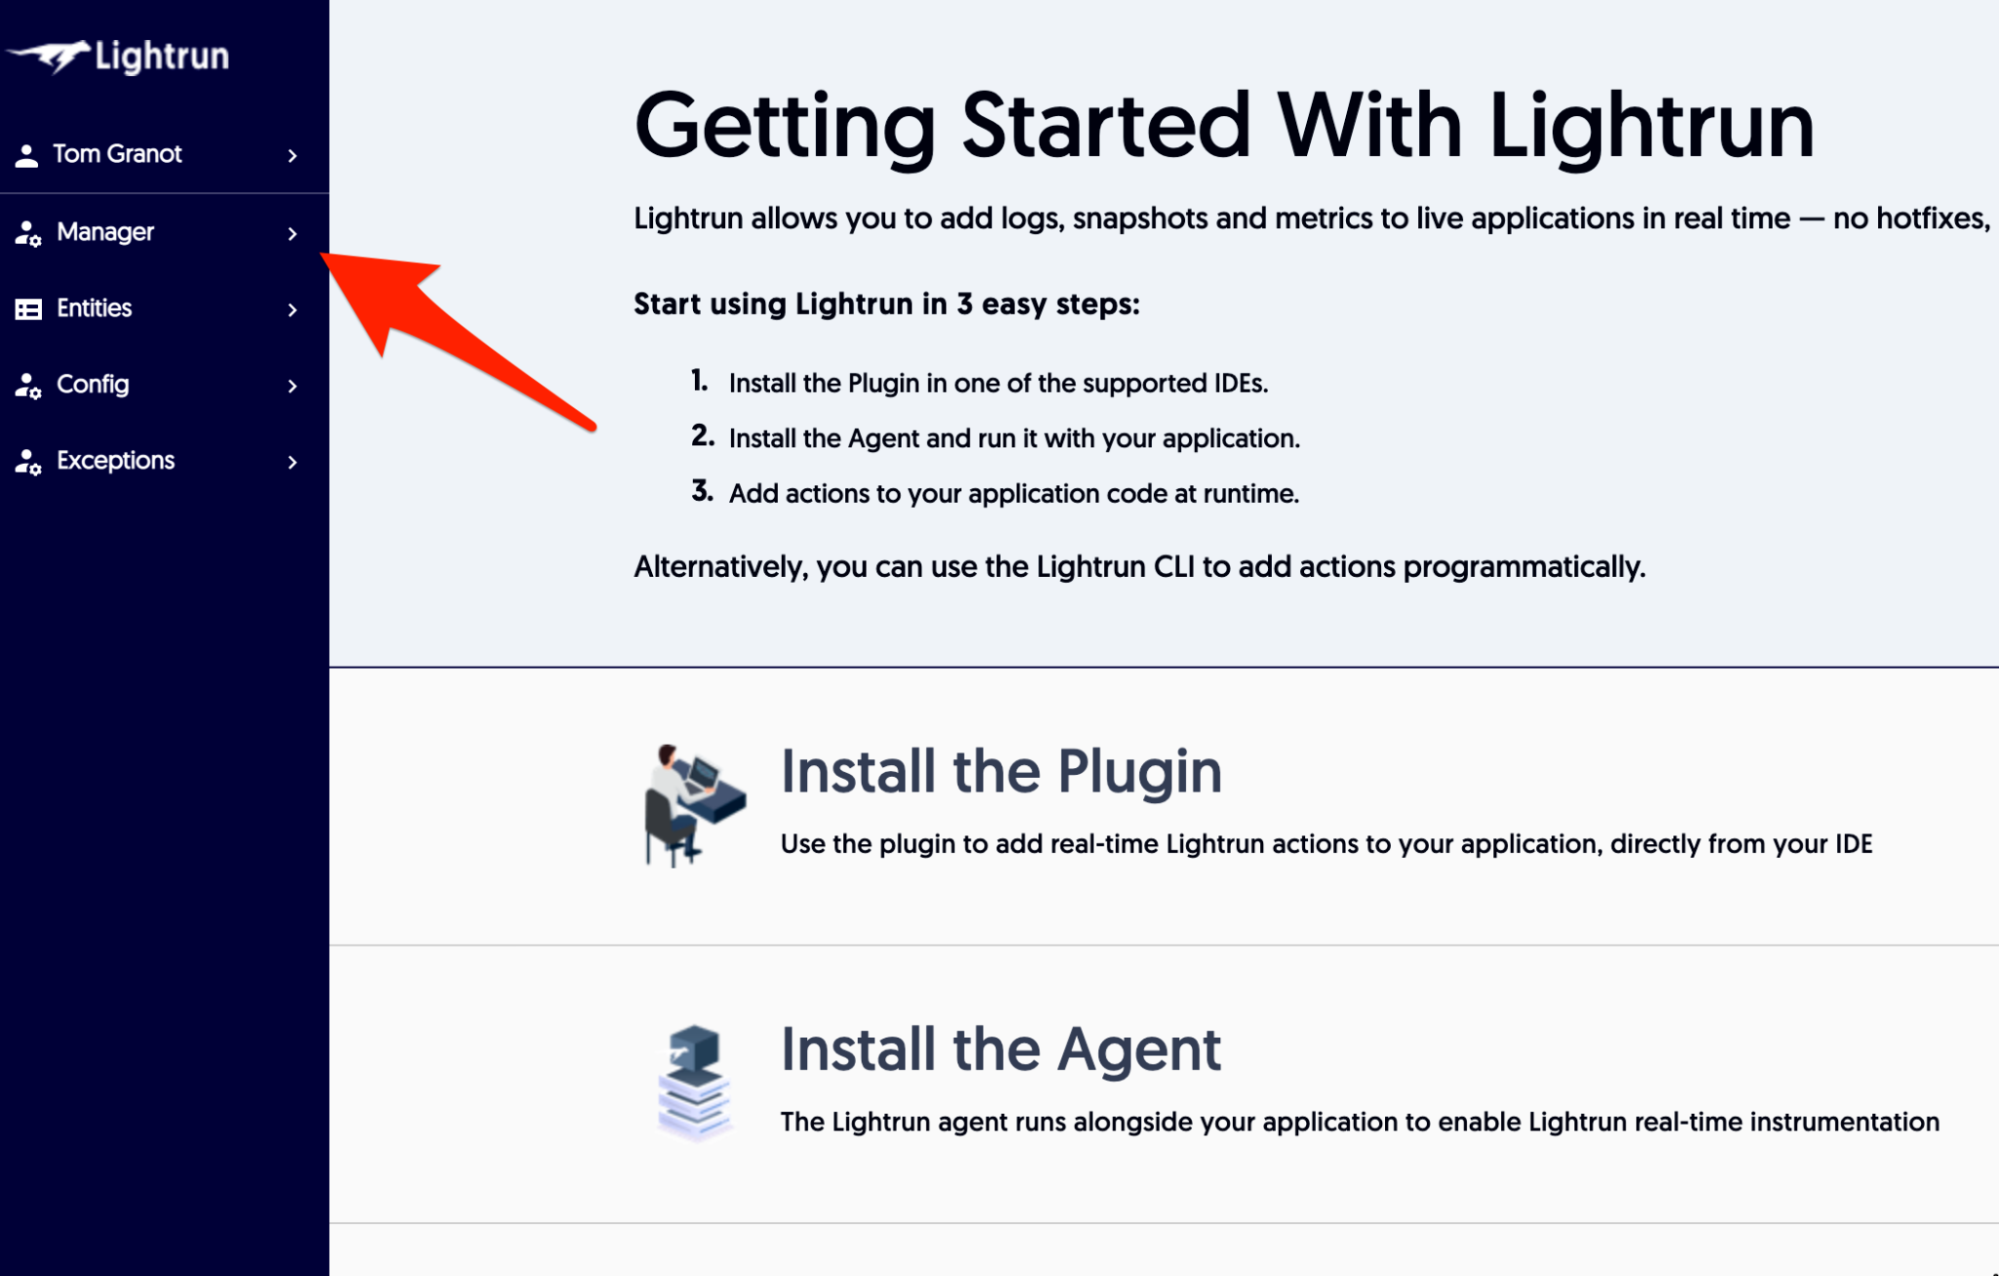 Lightrun
Tom Granot
Manager
Entities
Config
Exceptions
Getting Started With Lightrun
Lightrun allows you to add logs, snapshots and metrics to live applications in real time — no hotfixes,
Start using Lightrun in 3 easy steps:
1. Install the Plugin in one of the supported IDEs.
2. Install the Agent and run it with your application.
3. Add actions to your application code at runtime.
Alternatively, you can use the Lightrun CLI to add actions programmatically.
Install the Plugin
Use the plugin to add real-time Lightrun actions to your application, directly from your IDE
Install the Agent
The Lightrun agent runs alongside your application to enable Lightrun real-time instrumentation